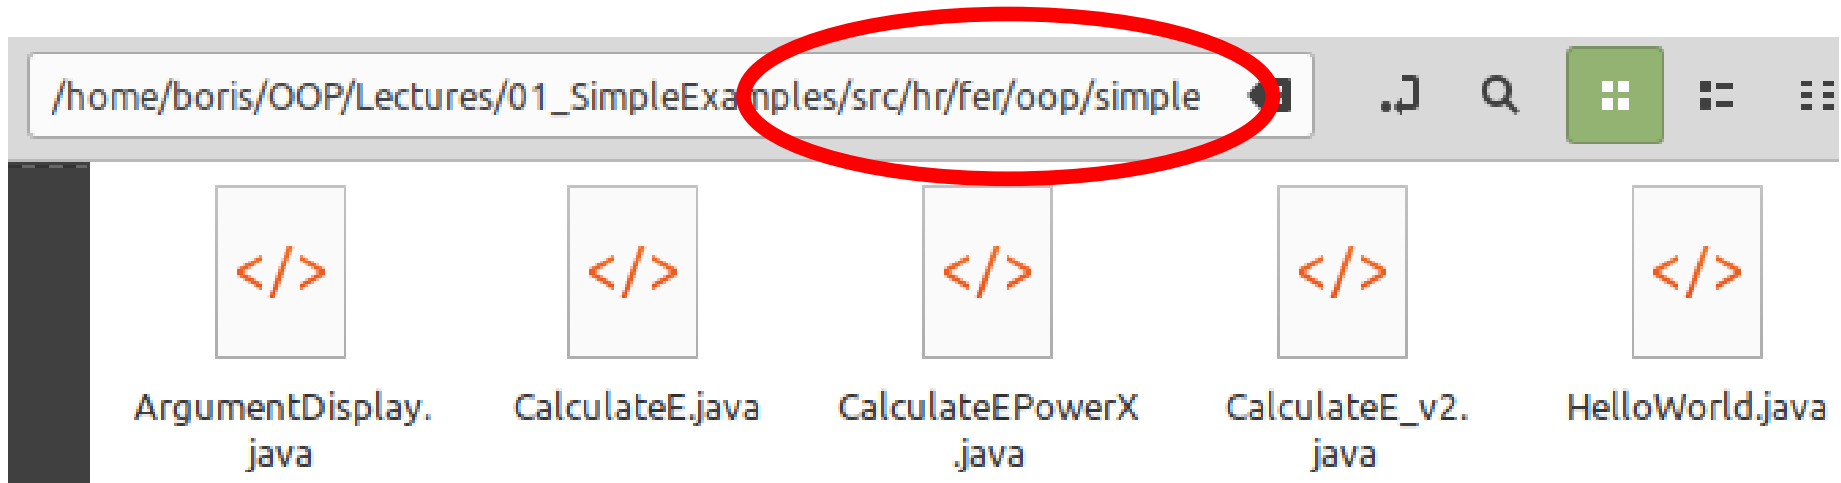 /home/boris/OOP/Lectures/01_SimpleExamples/src/hr/fer/oop/simple
</> </> </> </> </>
ArgumentDisplay. CalculateE.java CalculateEPowerX CalculateE_v2. HelloWorld.java
java .java java